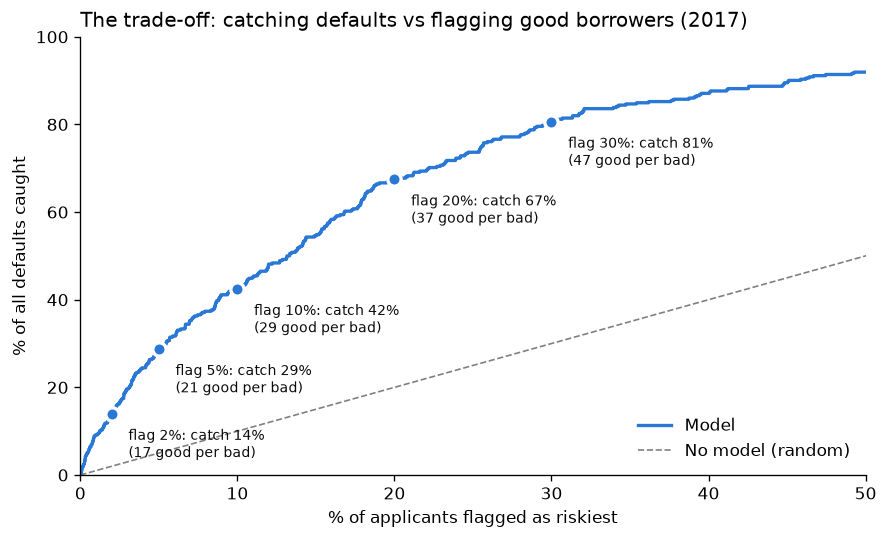 The trade-off: catching defaults vs flagging good borrowers (2017)
100
80
60
40
20
0
% of all defaults caught
flag 30%: catch 81%
(47 good per bad)
flag 20%: catch 67%
(37 good per bad)
flag 10%: catch 42%
(29 good per bad)
flag 5%: catch 29%
(21 good per bad)
flag 2%: catch 14%
(17 good per bad)
Model
No model (random)
0 10 20 30 40 50
% of applicants flagged as riskiest